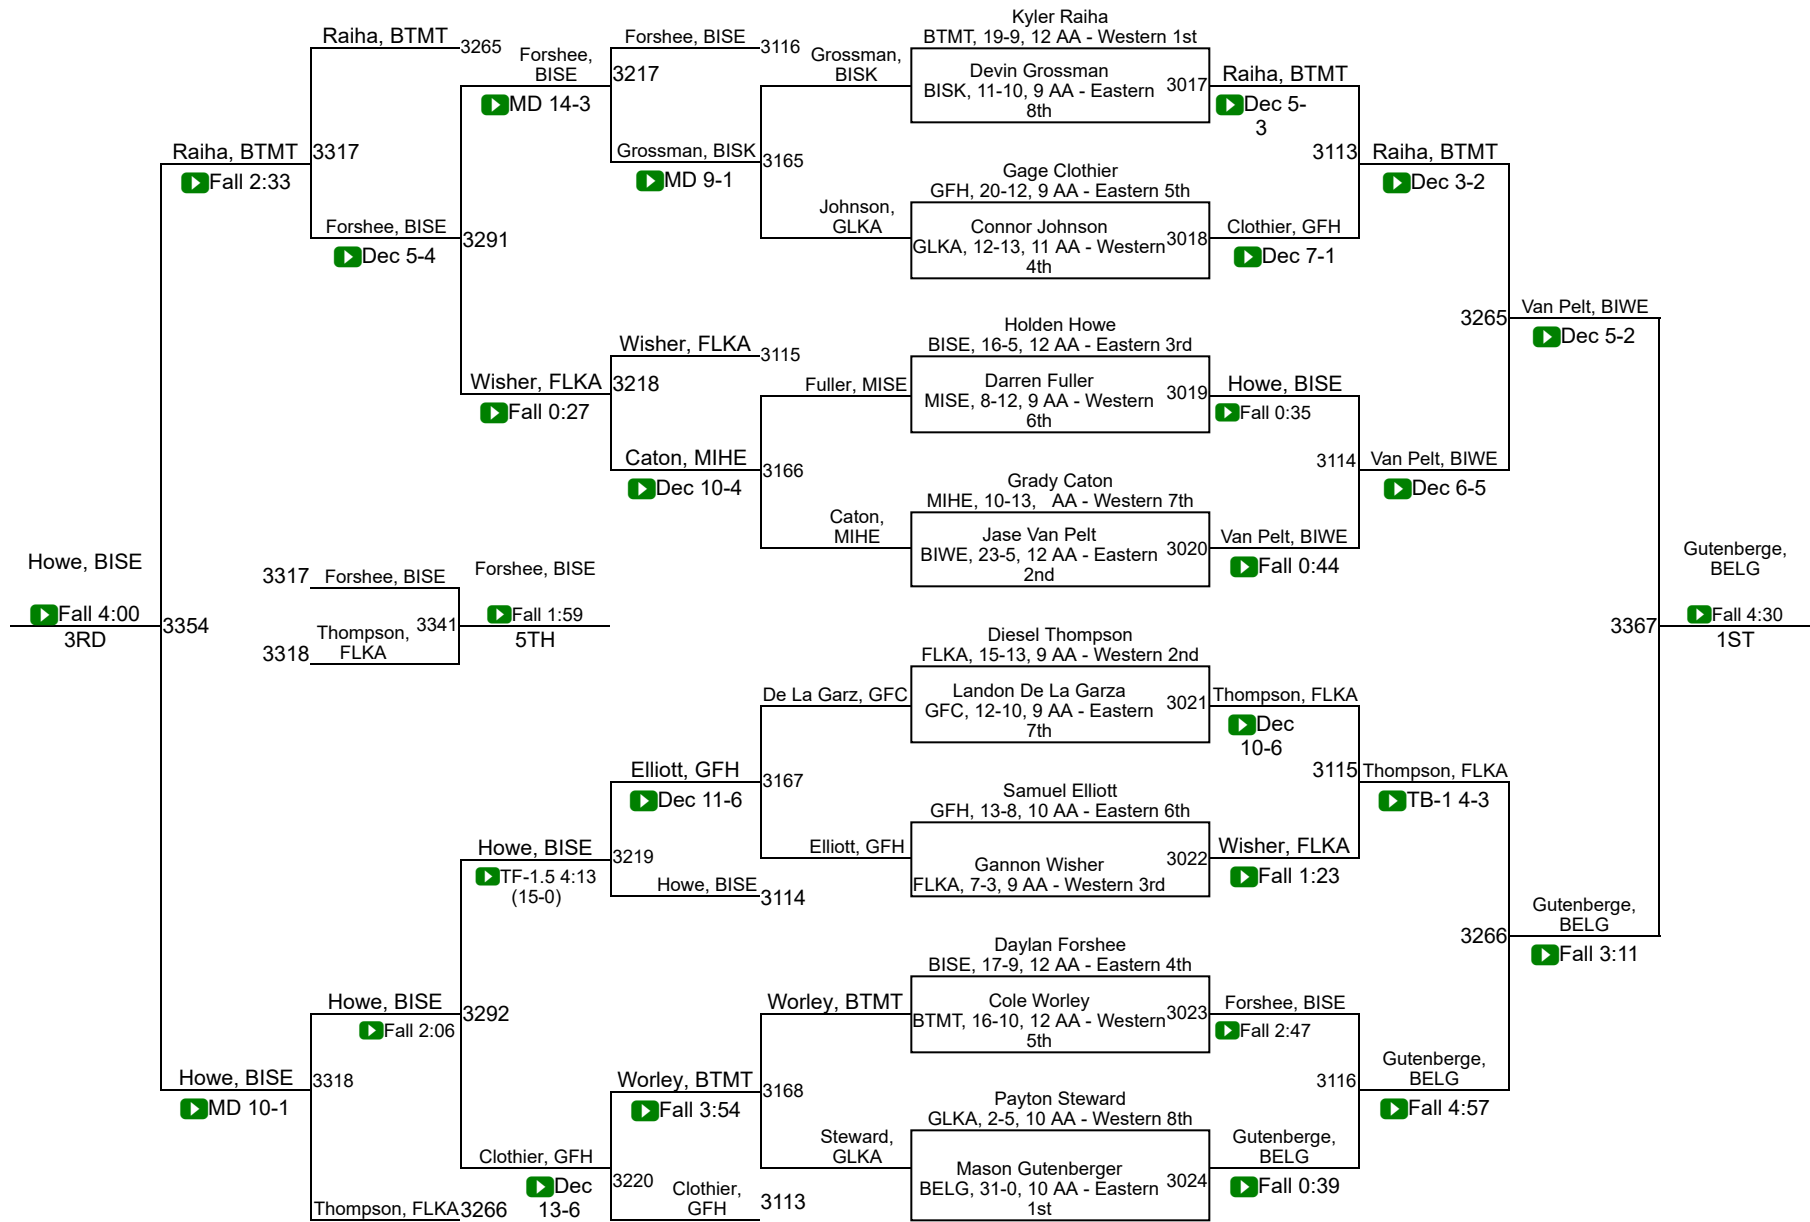 Kyler Raiha
Raiha, BTMT
3265
Forshee, BISE
3116
BTMT, 19-9, 12 AA - Western 1st
Forshee,
BISE
Grossman,
BISK
3217
Devin Grossman
BISK, 11-10, 9 AA - Eastern
8th
3017
Raiha, BTMT
MD 14-3
Dec 5-
3
Raiha, BTMT
3317
Grossman, BISK
3165
3113
Raiha, BTMT
Fall 2:33
MD 9-1
Gage Clothier
GFH, 20-12, 9 AA - Eastern 5th
Dec 3-2
Johnson,
GLKA
Forshee, BISE
3291
Connor Johnson
GLKA, 12-13, 11 AA - Western
4th
3018
Clothier, GFH
Dec 5-4
Dec 7-1
Van Pelt, BIWE
3265
Dec 5-2
Holden Howe
BISE, 16-5, 12 AA - Eastern 3rd
Wisher, FLKA
3115
Wisher, FLKA
3218
Fuller, MISE
Darren Fuller
MISE, 8-12, 9 AA - Western
6th
3019
Howe, BISE
Fall 0:27
Fall 0:35
Caton, MIHE
3166
3114
Van Pelt, BIWE
Dec 10-4
Dec 6-5
Grady Caton
MIHE, 10-13,   AA - Western 7th
Caton,
MIHE
Jase Van Pelt
BIWE, 23-5, 12 AA - Eastern
2nd
3020
Van Pelt, BIWE
Fall 0:44
Howe, BISE
Fall 4:00
3RD
3354
3317
Forshee, BISE
3318
Thompson,
FLKA
3341
Forshee, BISE
Fall 1:59
5TH
Gutenberge,
BELG
3367
Fall 4:30
1ST
Diesel Thompson
FLKA, 15-13, 9 AA - Western 2nd
De La Garz, GFC
Landon De La Garza
GFC, 12-10, 9 AA - Eastern
7th
3021
Thompson, FLKA
Dec
10-6
Elliott, GFH
3167
3115
Thompson, FLKA
Dec 11-6
TB-1 4-3
Samuel Elliott
GFH, 13-8, 10 AA - Eastern 6th
Howe, BISE
3219
Elliott, GFH
Gannon Wisher
FLKA, 7-3, 9 AA - Western 3rd
3022
Wisher, FLKA
TF-1.5 4:13
(15-0)
Howe, BISE
3114
Fall 1:23
Gutenberge,
BELG
3266
Fall 3:11
Daylan Forshee
BISE, 17-9, 12 AA - Eastern 4th
Howe, BISE
3292
Worley, BTMT
Cole Worley
BTMT, 16-10, 12 AA - Western
5th
3023
Forshee, BISE
Fall 2:06
Fall 2:47
Howe, BISE
3318
Worley, BTMT
3168
3116
Gutenberge,
BELG
MD 10-1
Fall 3:54
Fall 4:57
Payton Steward
GLKA, 2-5, 10 AA - Western 8th
Steward,
GLKA
Clothier, GFH
3220
Mason Gutenberger
BELG, 31-0, 10 AA - Eastern
1st
3024
Gutenberge,
BELG
Dec
13-6
Clothier,
GFH
3113
Fall 0:39
Thompson, FLKA
3266